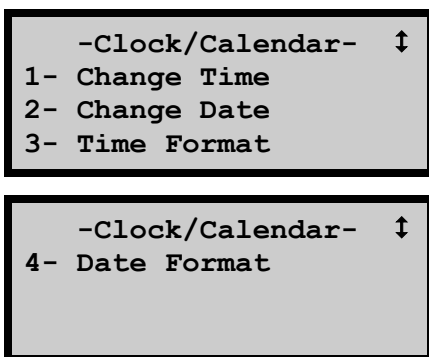 -Clock/Calendar- ↕
1- Change Time
2- Change Date
3- Time Format
-Clock/Calendar- ↕
4- Date Format